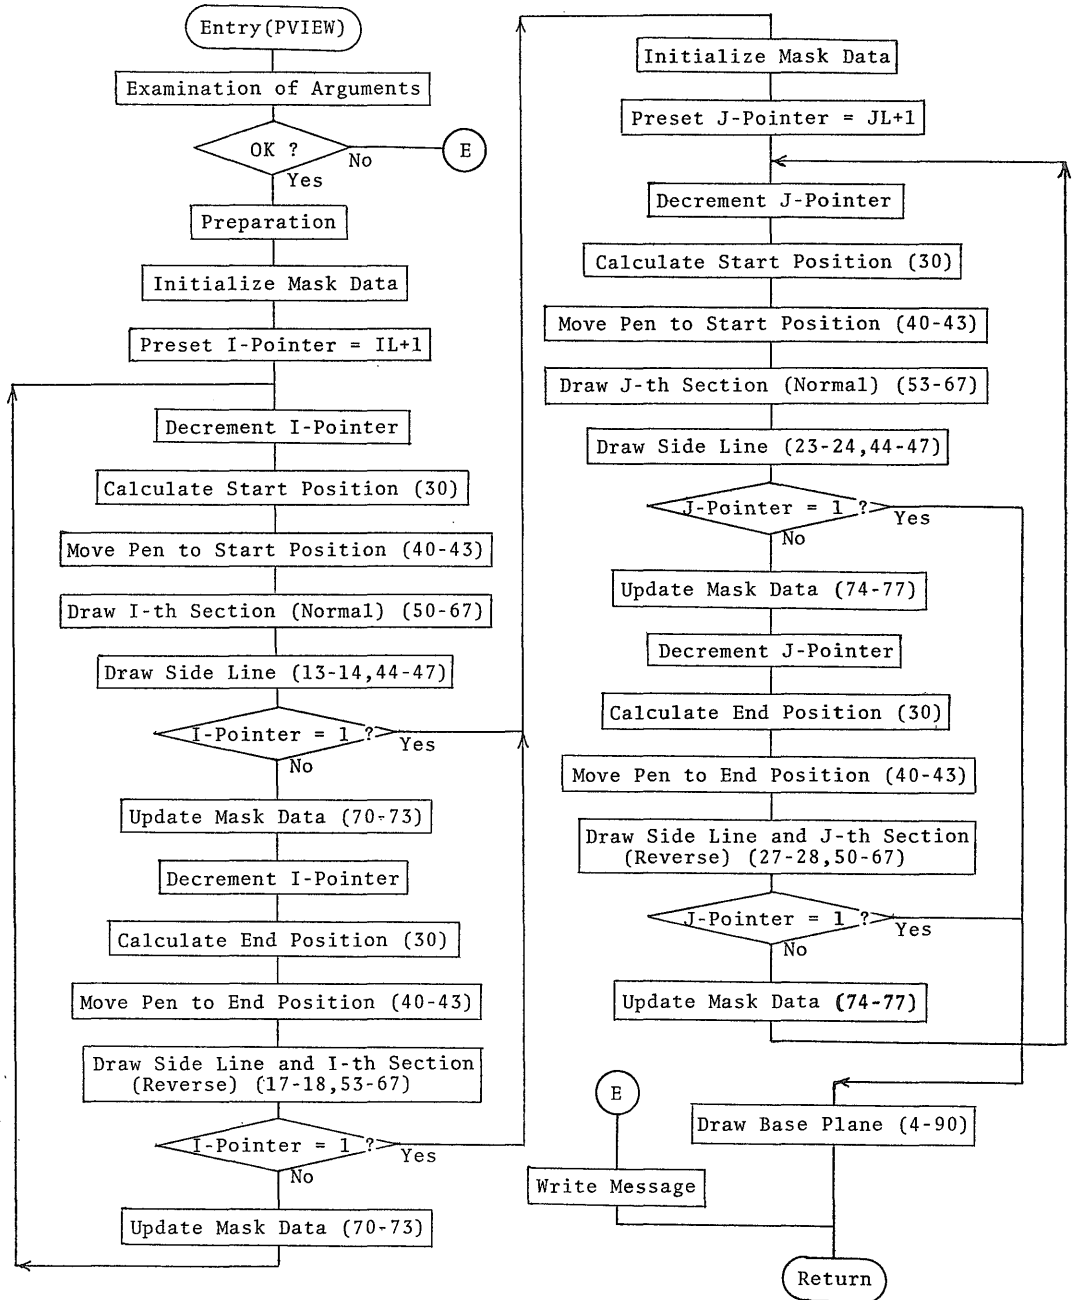 Entry(PVIEW)
Examination of Arguments
OK ?
No
E
Yes
Preparation
Initialize Mask Data
Preset I-Pointer = IL+1
Decrement I-Pointer
Calculate Start Position (30)
Move Pen to Start Position (40-43)
Draw I-th Section (Normal) (50-67)
Draw Side Line (13-14,44-47)
I-Pointer = 1 ?
Yes
No
Update Mask Data (70-73)
Decrement I-Pointer
Calculate End Position (30)
Move Pen to End Position (40-43)
Draw Side Line and I-th Section
(Reverse) (17-18,53-67)
I-Pointer = 1 ?
Yes
No
Update Mask Data (70-73)
Initialize Mask Data
Preset J-Pointer = JL+1
Decrement J-Pointer
Calculate Start Position (30)
Move Pen to Start Position (40-43)
Draw J-th Section (Normal) (53-67)
Draw Side Line (23-24,44-47)
J-Pointer = 1 ?
Yes
No
Update Mask Data (74-77)
Decrement J-Pointer
Calculate End Position (30)
Move Pen to End Position (40-43)
Draw Side Line and J-th Section
(Reverse) (27-28,50-67)
J-Pointer = 1 ?
Yes
No
Update Mask Data (74-77)
E
Draw Base Plane (4-90)
Write Message
Return